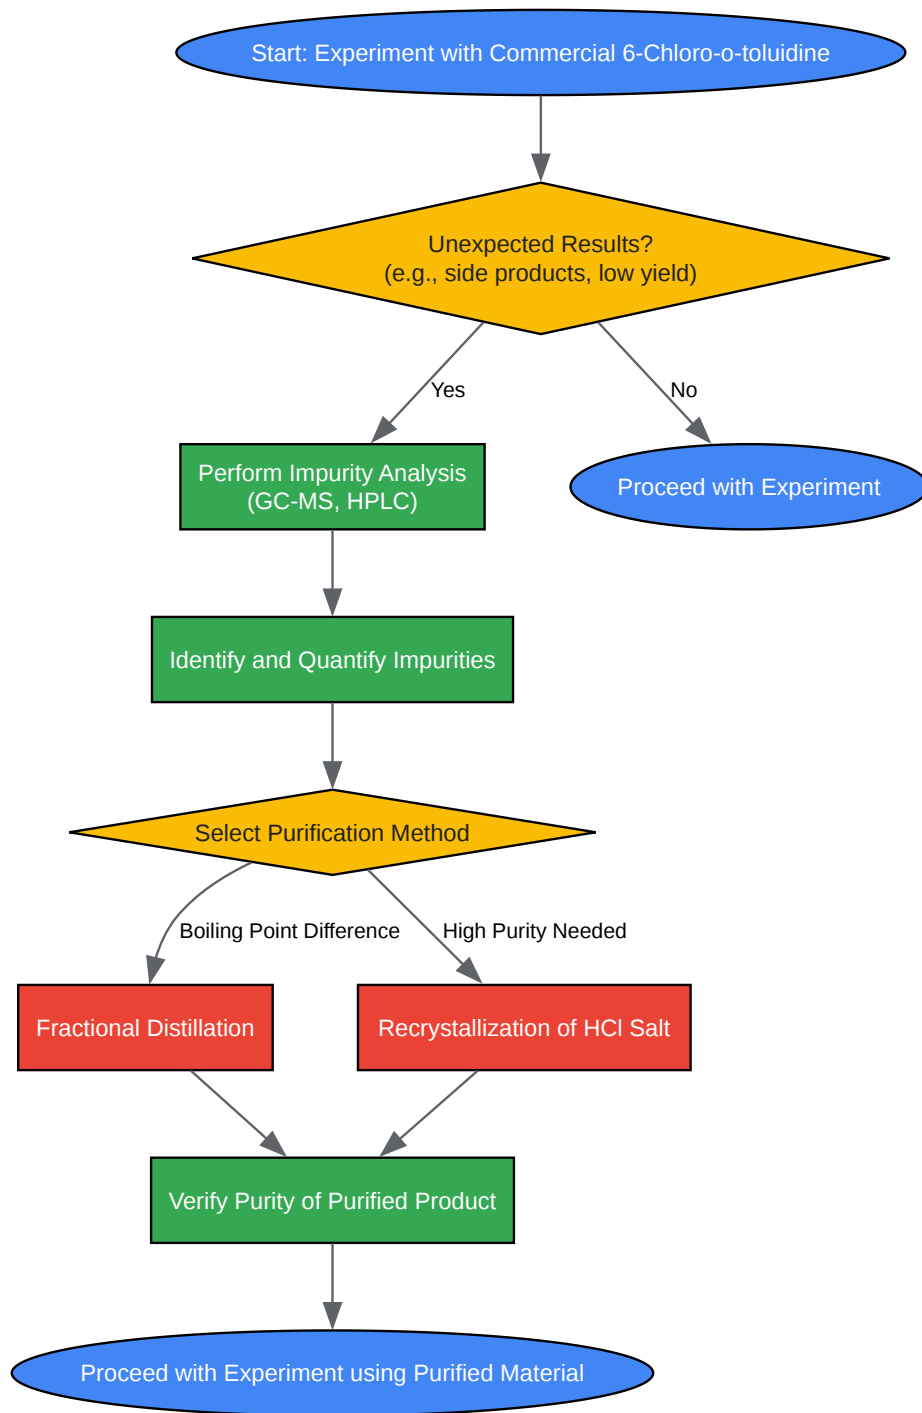 Start: Experiment with Commercial 6-Chloro-o-toluidine
Unexpected Results?
(e.g., side products, low yield)
Yes
No
Perform Impurity Analysis
(GC-MS, HPLC)
Proceed with Experiment
Identify and Quantify Impurities
Select Purification Method
Boiling Point Difference
High Purity Needed
Fractional Distillation
Recrystallization of HCl Salt
Verify Purity of Purified Product
Proceed with Experiment using Purified Material